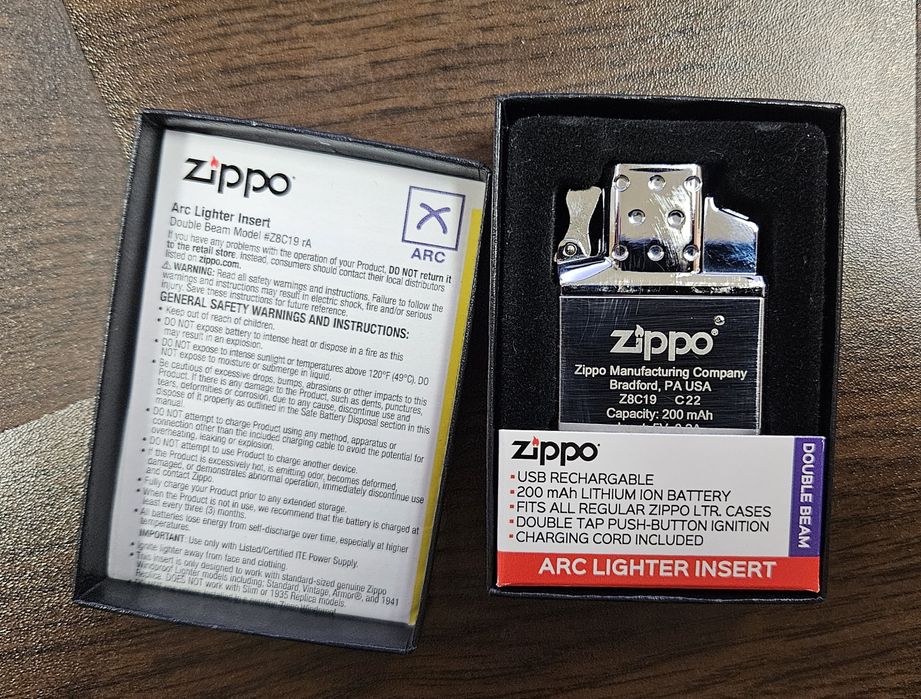 Zippo
ARC
Arc Lighter Insert
Double Beam Model #Z8C19 rA
If you have any problems with the operation of your Product, DO NOT return it
to the retail store. Instead, consumers should contact their local distributors
listed on zippo.com.
⚠ WARNING: Read all safety warnings and instructions. Failure to follow the
warnings and instructions may result in electric shock, fire and/or serious
injury. Save these instructions for future reference.
GENERAL SAFETY WARNINGS AND INSTRUCTIONS:
• Keep out of reach of children.
• DO NOT expose battery to intense heat or dispose in a fire as this
may result in an explosion.
• DO NOT expose to intense sunlight or temperatures above 120°F (49°C). DO
NOT expose to moisture or submerge in liquid.
• Be cautious of excessive drops, bumps, abrasions or other impacts to this
Product. If there is any damage to the Product, such as dents, punctures,
tears, deformities or corrosion, due to any cause, discontinue use and
dispose of it properly as outlined in the Safe Battery Disposal section in this
manual.
• DO NOT attempt to charge Product using any method, apparatus or
connection other than the included charging cable to avoid the potential for
overheating, leaking or explosion.
• DO NOT attempt to use Product to charge another device.
• If the Product is excessively hot, is emitting odor, becomes deformed,
damaged, or demonstrates abnormal operation, immediately discontinue use
and contact Zippo.
• Fully charge your Product prior to any extended storage.
• When the Product is not in use, we recommend that the battery is charged at
least every three (3) months.
• All batteries lose energy from self-discharge over time, especially at higher
temperatures.
IMPORTANT: Use only with Listed/Certified ITE Power Supply.
• Ignite lighter away from face and clothing.
• This insert is only designed to work with standard-sized genuine Zippo
Windproof Lighter models including: Standard, Vintage, Armor®, and 1941
Replica. DOES NOT work with Slim or 1935 Replica models.
Zippo
Zippo Manufacturing Company
Bradford, PA USA
Z8C19 C22
Capacity: 200 mAh
Zippo
• USB RECHARGABLE
• 200 mAh LITHIUM ION BATTERY
• FITS ALL REGULAR ZIPPO LTR. CASES
• DOUBLE TAP PUSH-BUTTON IGNITION
• CHARGING CORD INCLUDED
DOUBLE BEAM
ARC LIGHTER INSERT